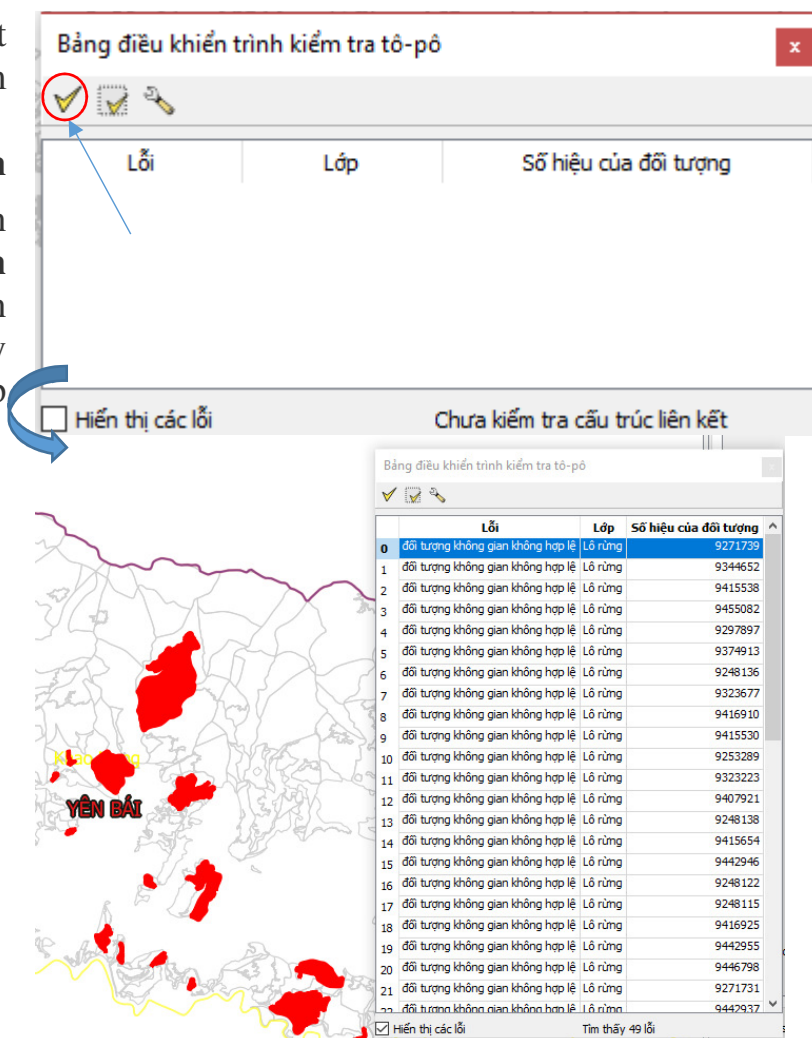 Bảng điều khiển trình kiểm tra tô-pô
x
Lỗi Lớp Số hiệu của đối tượng
Hiển thị các lỗi Chưa kiểm tra cấu trúc liên kết
Bảng điều khiển trình kiểm tra tô-pô
Lỗi Lớp Số hiệu của đối tượng
0 đối tượng không gian không hợp lệ Lô rừng 9271739
1 đối tượng không gian không hợp lệ Lô rừng 9344652
2 đối tượng không gian không hợp lệ Lô rừng 9415538
3 đối tượng không gian không hợp lệ Lô rừng 9455082
4 đối tượng không gian không hợp lệ Lô rừng 9297897
5 đối tượng không gian không hợp lệ Lô rừng 9374913
6 đối tượng không gian không hợp lệ Lô rừng 9248136
7 đối tượng không gian không hợp lệ Lô rừng 9323677
8 đối tượng không gian không hợp lệ Lô rừng 9416910
9 đối tượng không gian không hợp lệ Lô rừng 9415530
10 đối tượng không gian không hợp lệ Lô rừng 9253289
11 đối tượng không gian không hợp lệ Lô rừng 9323223
12 đối tượng không gian không hợp lệ Lô rừng 9407921
13 đối tượng không gian không hợp lệ Lô rừng 9248138
14 đối tượng không gian không hợp lệ Lô rừng 9415654
15 đối tượng không gian không hợp lệ Lô rừng 9442946
16 đối tượng không gian không hợp lệ Lô rừng 9248122
17 đối tượng không gian không hợp lệ Lô rừng 9248115
18 đối tượng không gian không hợp lệ Lô rừng 9416925
19 đối tượng không gian không hợp lệ Lô rừng 9442955
20 đối tượng không gian không hợp lệ Lô rừng 9446798
21 đối tượng không gian không hợp lệ Lô rừng 9271731
22 đối tượng không gian không hợp lệ Lô rừng 9442937
Hiển thị các lỗi Tìm thấy 49 lỗi
YÊN BÁI